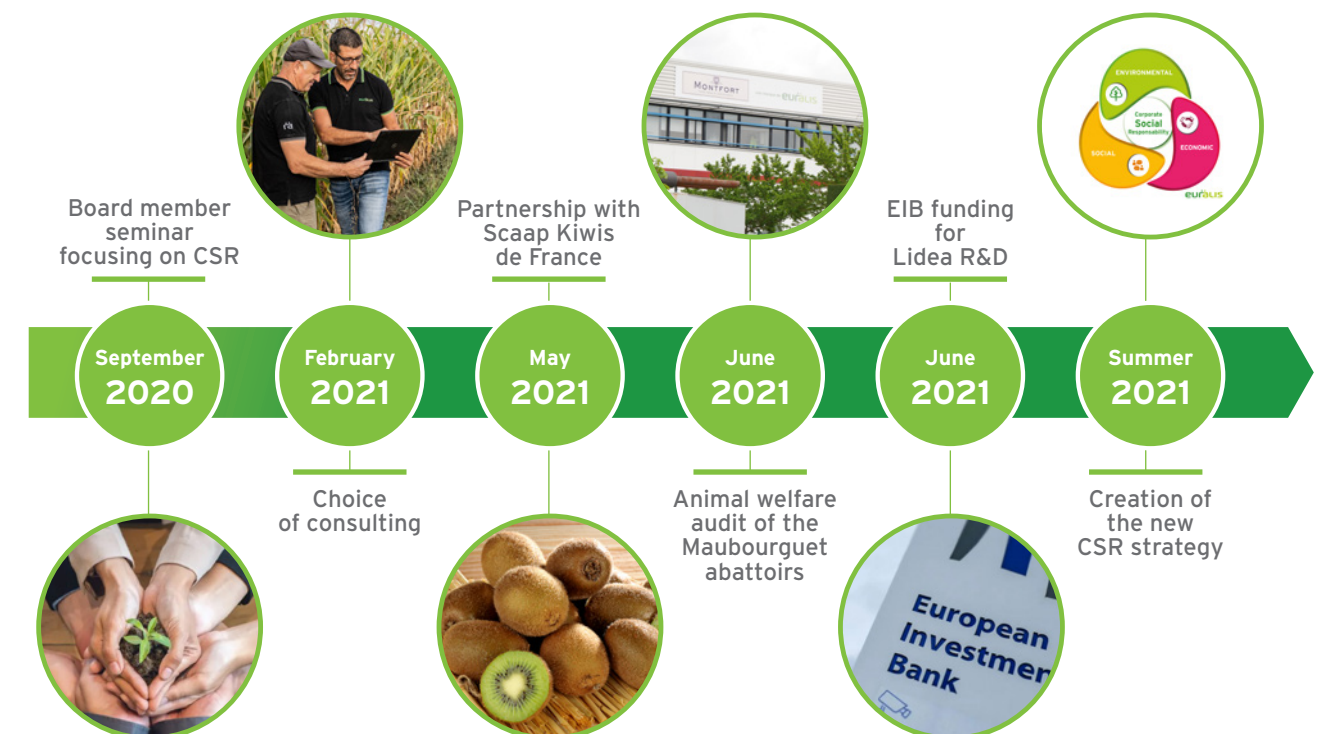 Board member
seminar
focusing on CSR
September
2020
February
2021
Choice
of consulting
Partnership with
Scaap Kiwis
de France
May
2021
MONTFORT
euralis
June
2021
Animal welfare
audit of the
Maubourguet
abattoirs
EIB funding
for
Lidea R&D
June
2021
European
Investmen
Bank
ENVIRONMENTAL
Corporate
Social
Responsability
SOCIAL
ECONOMIC
euralis
Summer
2021
Creation of
the new
CSR strategy